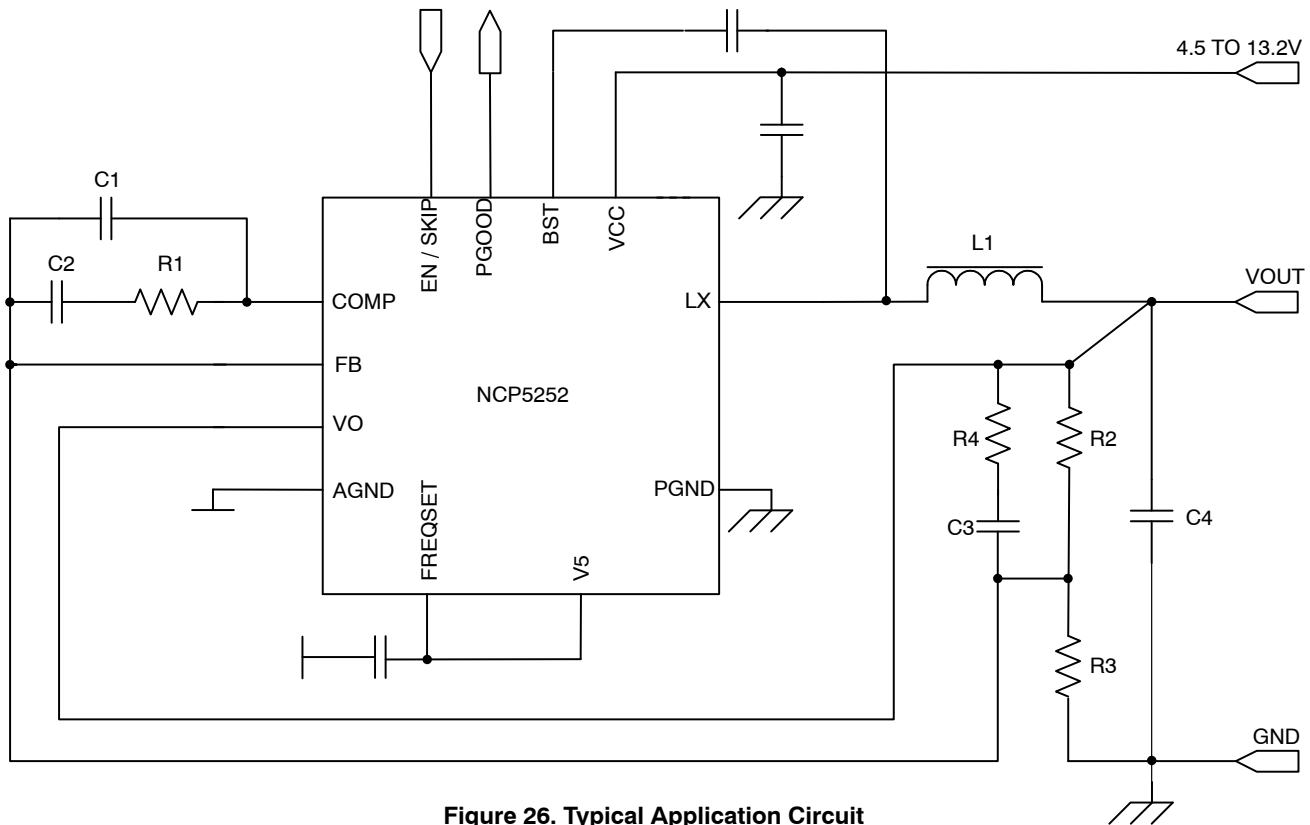 4.5 TO 13.2V
C1
EN / SKIP
PGOOD
BST
VCC
L1
C2
R1
VOUT
COMP
LX
FB
NCP5252
VO
R4
R2
AGND
PGND
FREQSET
V5
C3
C4
R3
GND
Figure 26. Typical Application Circuit